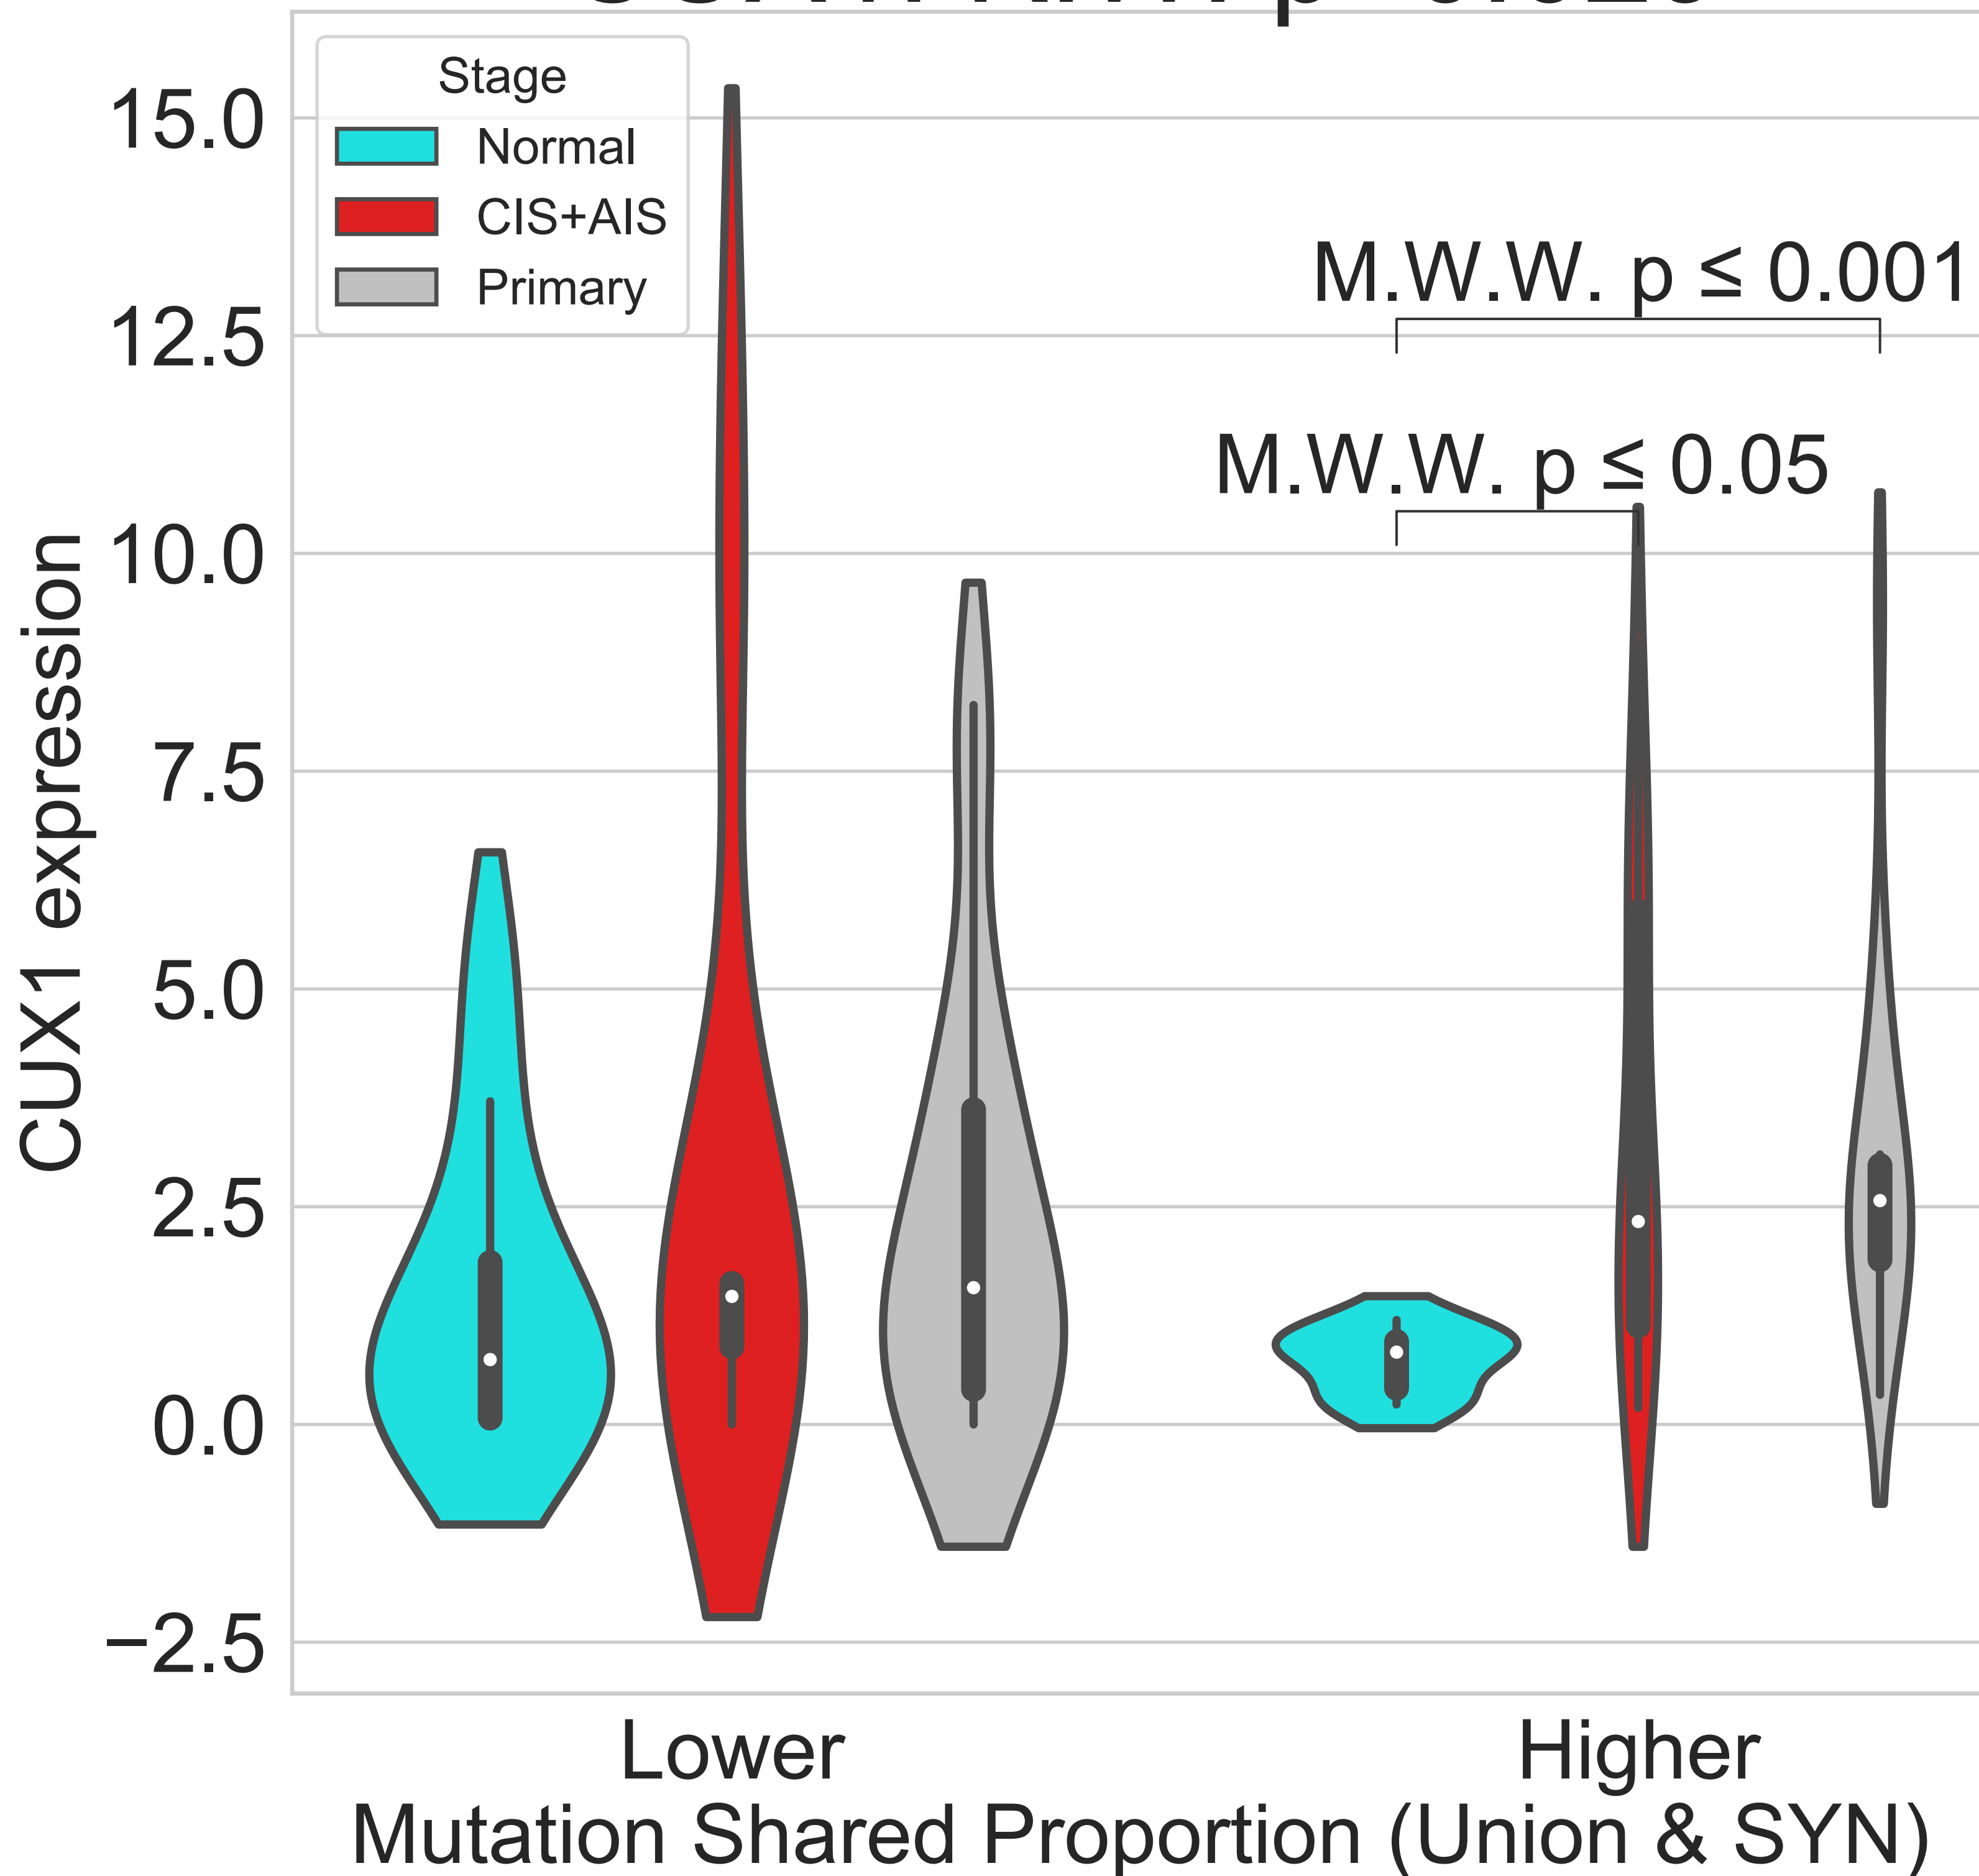 Stage
Normal
CIS+AIS
Primary
15.0
12.5
10.0
7.5
5.0
2.5
0.0
−2.5
CUX1 expression
M.W.W. p ≤ 0.001
M.W.W. p ≤ 0.05
Lower
Higher
Mutation Shared Proportion (Union & SYN)